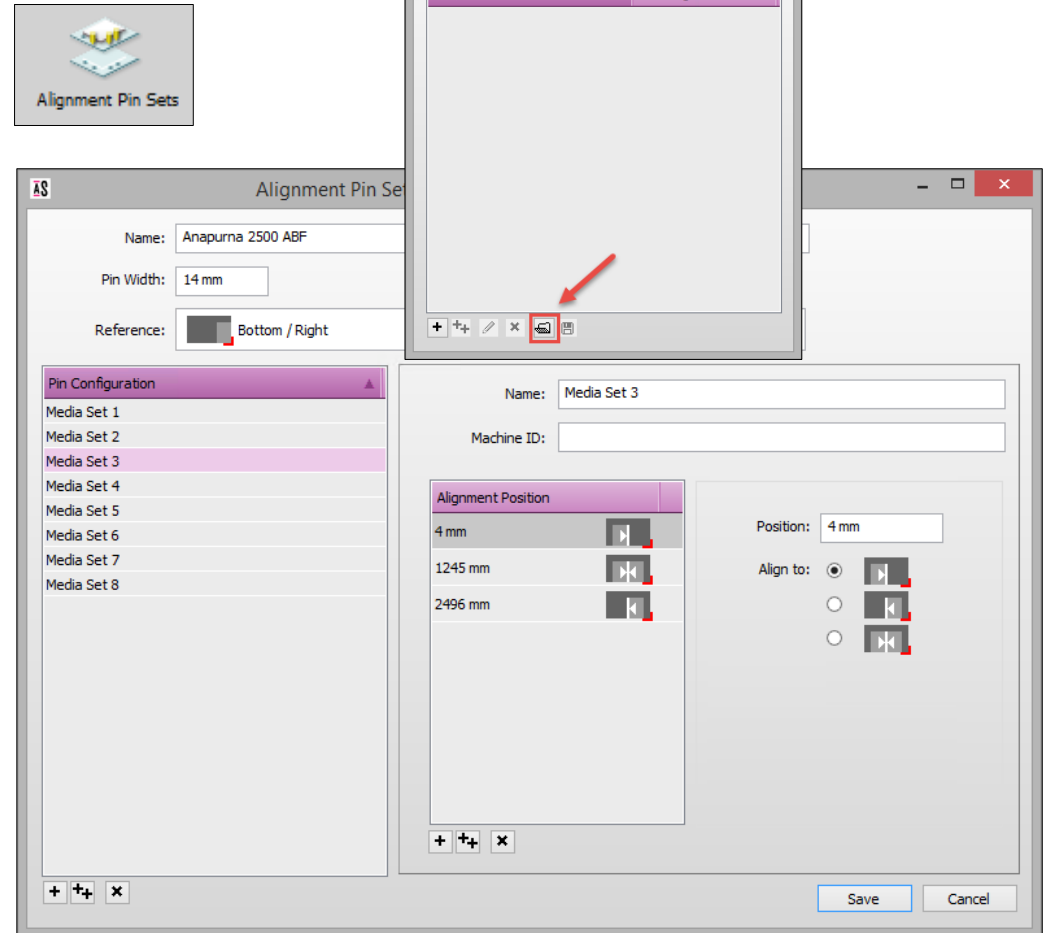 Alignment Pin Sets
AS
Alignment Pin Se
Name: Anapurna 2500 ABF
Pin Width: 14 mm
Reference: Bottom / Right
Pin Configuration
Media Set 1
Media Set 2
Media Set 3
Media Set 4
Media Set 5
Media Set 6
Media Set 7
Media Set 8
Name: Media Set 3
Machine ID:
Alignment Position
4 mm
1245 mm
2496 mm
Position: 4 mm
Align to:
Save Cancel